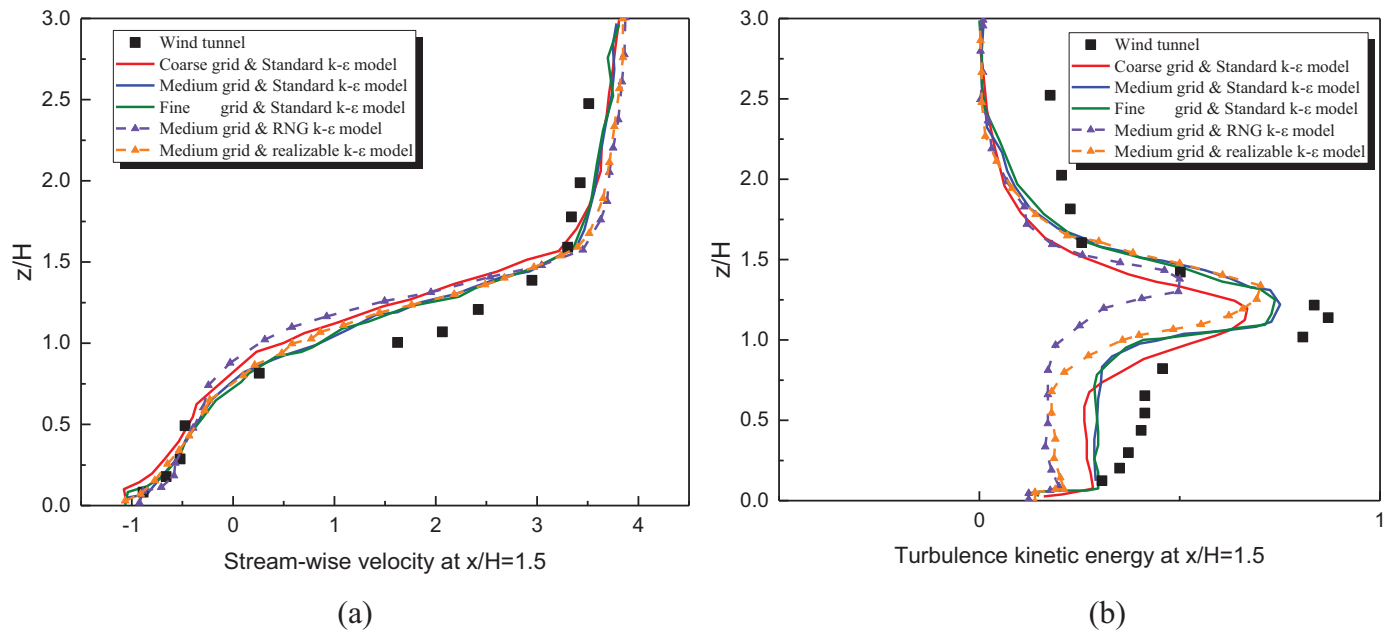 3.0
2.5
2.0
1.5
1.0
0.5
0.0
z/H
Wind tunnel
Coarse grid & Standard k-ε model
Medium grid & Standard k-ε model
Fine grid & Standard k-ε model
Medium grid & RNG k-ε model
Medium grid & realizable k-ε model
-1 0 1 2 3 4
Stream-wise velocity at x/H=1.5
(a)
3.0
2.5
2.0
1.5
1.0
0.5
0.0
z/H
Wind tunnel
Coarse grid & Standard k-ε model
Medium grid & Standard k-ε model
Fine grid & Standard k-ε model
Medium grid & RNG k-ε model
Medium grid & realizable k-ε model
0 1
Turbulence kinetic energy at x/H=1.5
(b)